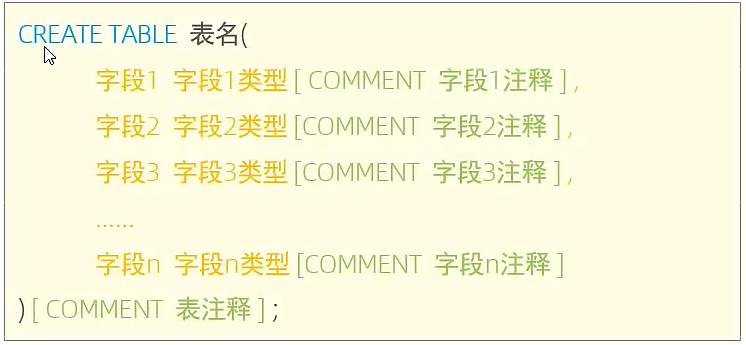 CREATE TABLE 表名(
字段1 字段1类型 [ COMMENT 字段1注释 ] ,
字段2 字段2类型 [COMMENT 字段2注释 ] ,
字段3 字段3类型 [COMMENT 字段3注释 ] ,
......
字段n 字段n类型 [COMMENT 字段n注释 ]
) [ COMMENT 表注释 ] ;